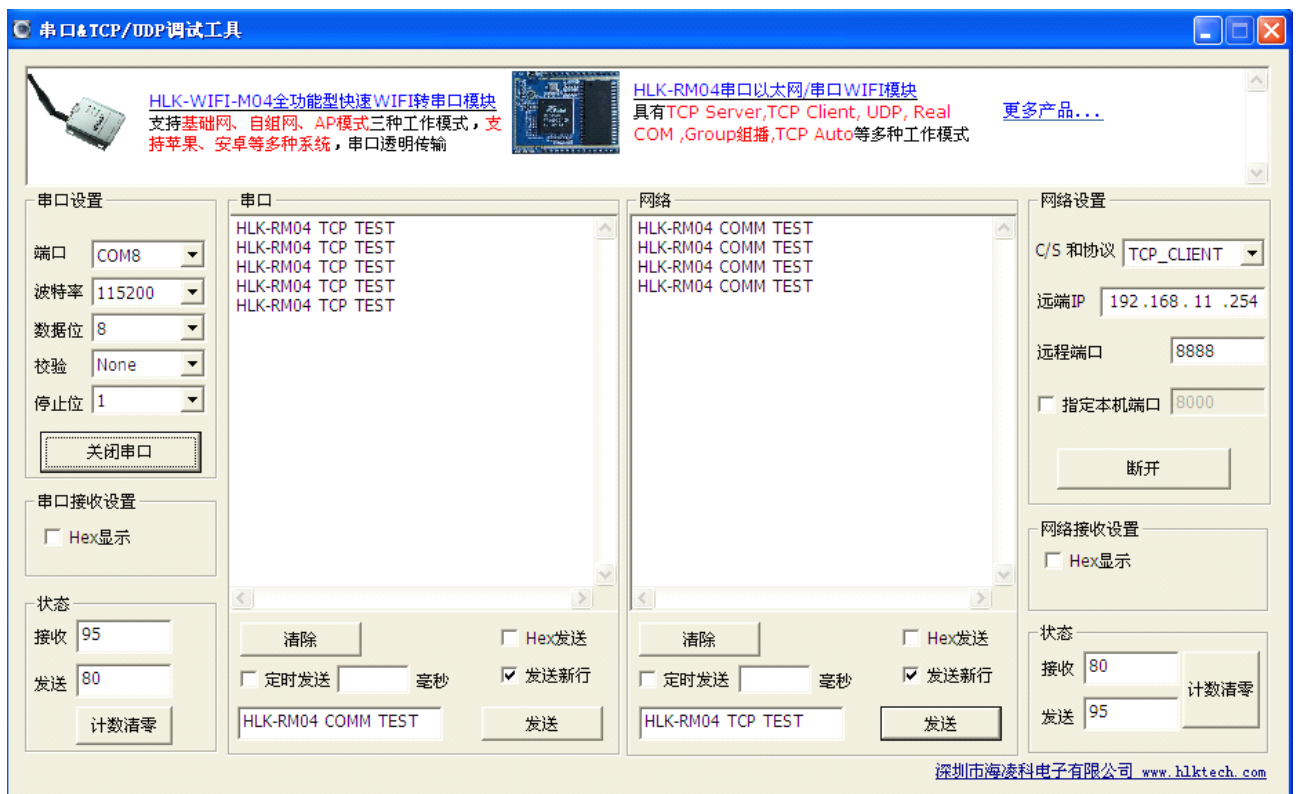 串口&TCP/UDP调试工具
HLK-WIFI-M04全功能型快速WIFI转串口模块
支持基础网、自组网、AP模式三种工作模式，支
持苹果、安卓等多种系统，串口透明传输
HLK-RM04串口以太网/串口WIFI模块
具有TCP Server,TCP Client, UDP, Real
COM ,Group组播,TCP Auto等多种工作模式
更多产品...
串口设置
端口 COM8
波特率 115200
数据位 8
校验 None
停止位 1
关闭串口
串口接收设置
Hex显示
状态
接收 95
发送 80
计数清零
串口
HLK-RM04 TCP TEST
HLK-RM04 TCP TEST
HLK-RM04 TCP TEST
HLK-RM04 TCP TEST
HLK-RM04 TCP TEST
清除 Hex发送
定时发送 毫秒 发送新行
HLK-RM04 COMM TEST 发送
网络
HLK-RM04 COMM TEST
HLK-RM04 COMM TEST
HLK-RM04 COMM TEST
HLK-RM04 COMM TEST
清除 Hex发送
定时发送 毫秒 发送新行
HLK-RM04 TCP TEST 发送
网络设置
C/S 和协议 TCP_CLIENT
远端IP 192.168.11.254
远程端口 8888
指定本机端口 8000
断开
网络接收设置
Hex显示
状态
接收 80
计数清零
发送 95
深圳市海凌科电子有限公司 www.hlktech.com